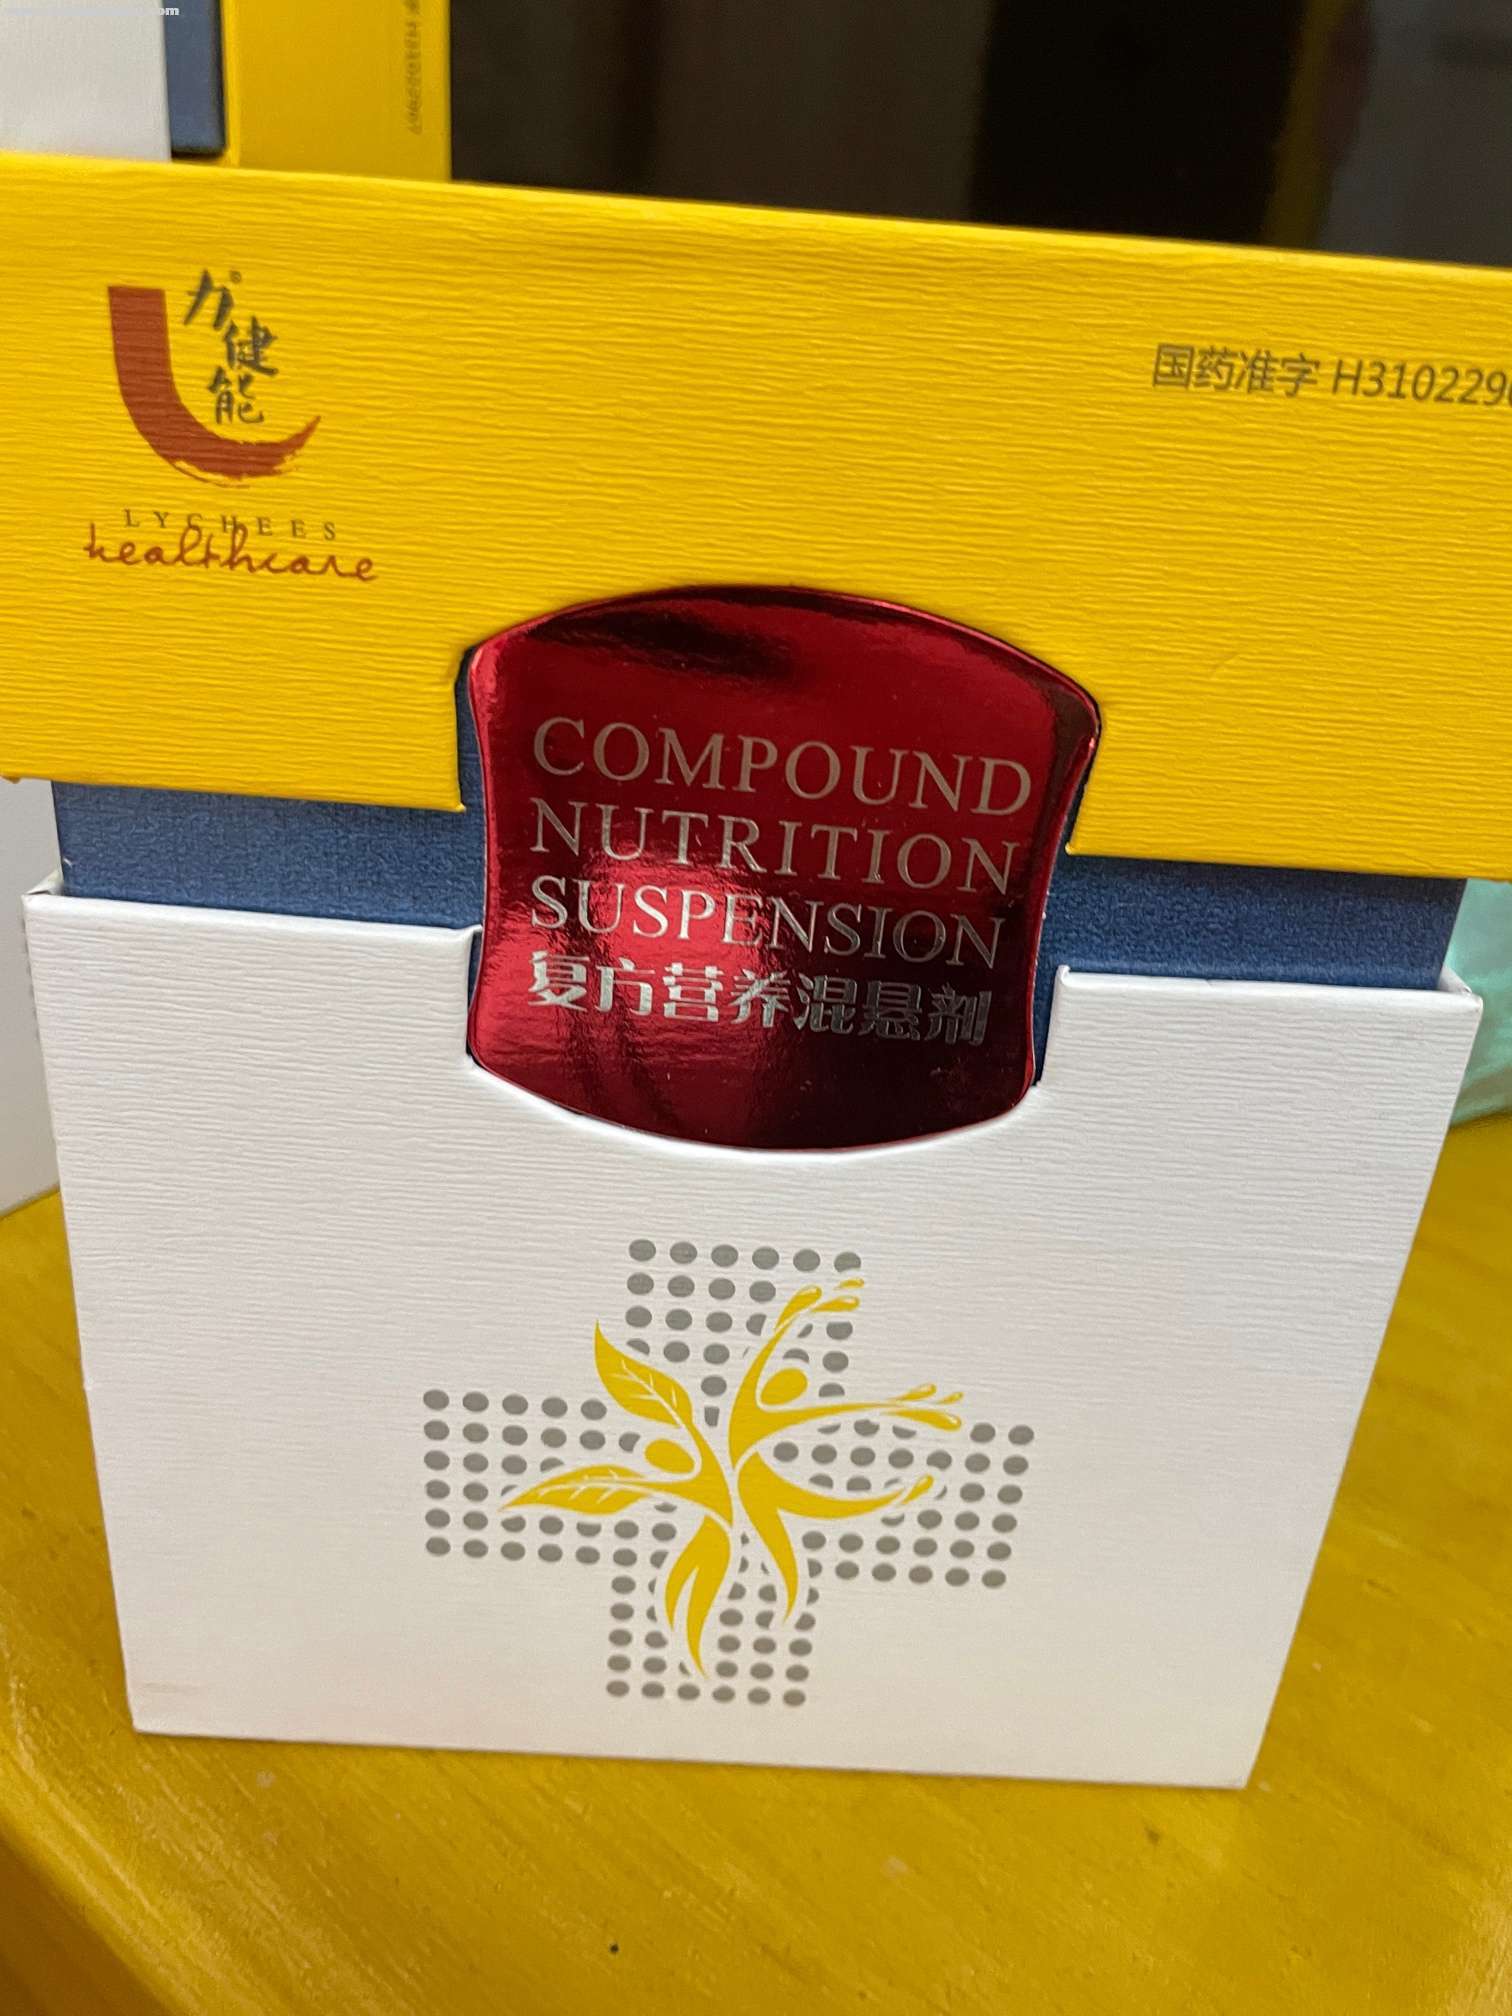 力健能
LYCHEES
healthcare
国药准字 H3102296
COMPOUND
NUTRITION
SUSPENSION
复方营养混悬剂